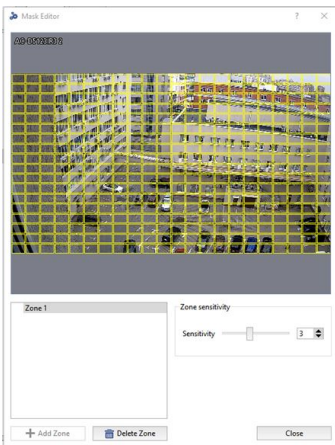 Mask Editor
?
Zone 1
Zone sensitivity
Sensitivity
3
Add Zone
Delete Zone
Close